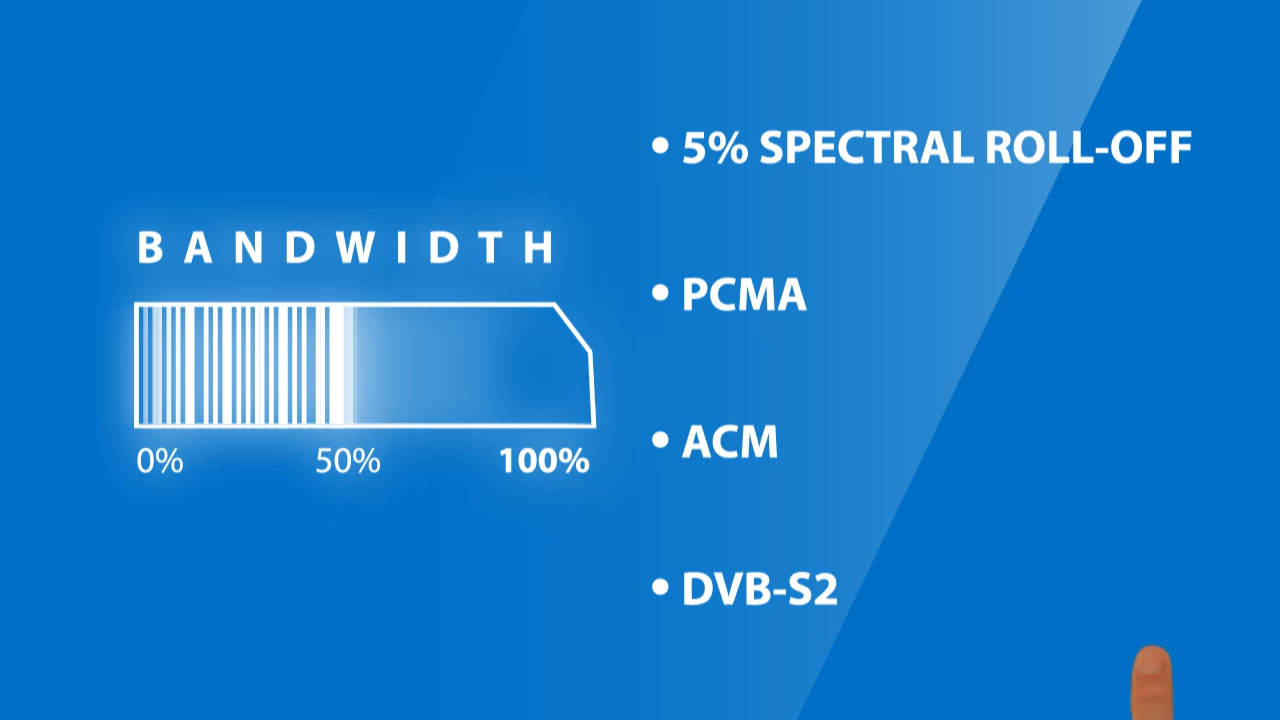 BANDWIDTH
0% 50% 100%
• 5% SPECTRAL ROLL-OFF
• PCMA
• ACM
• DVB-S2